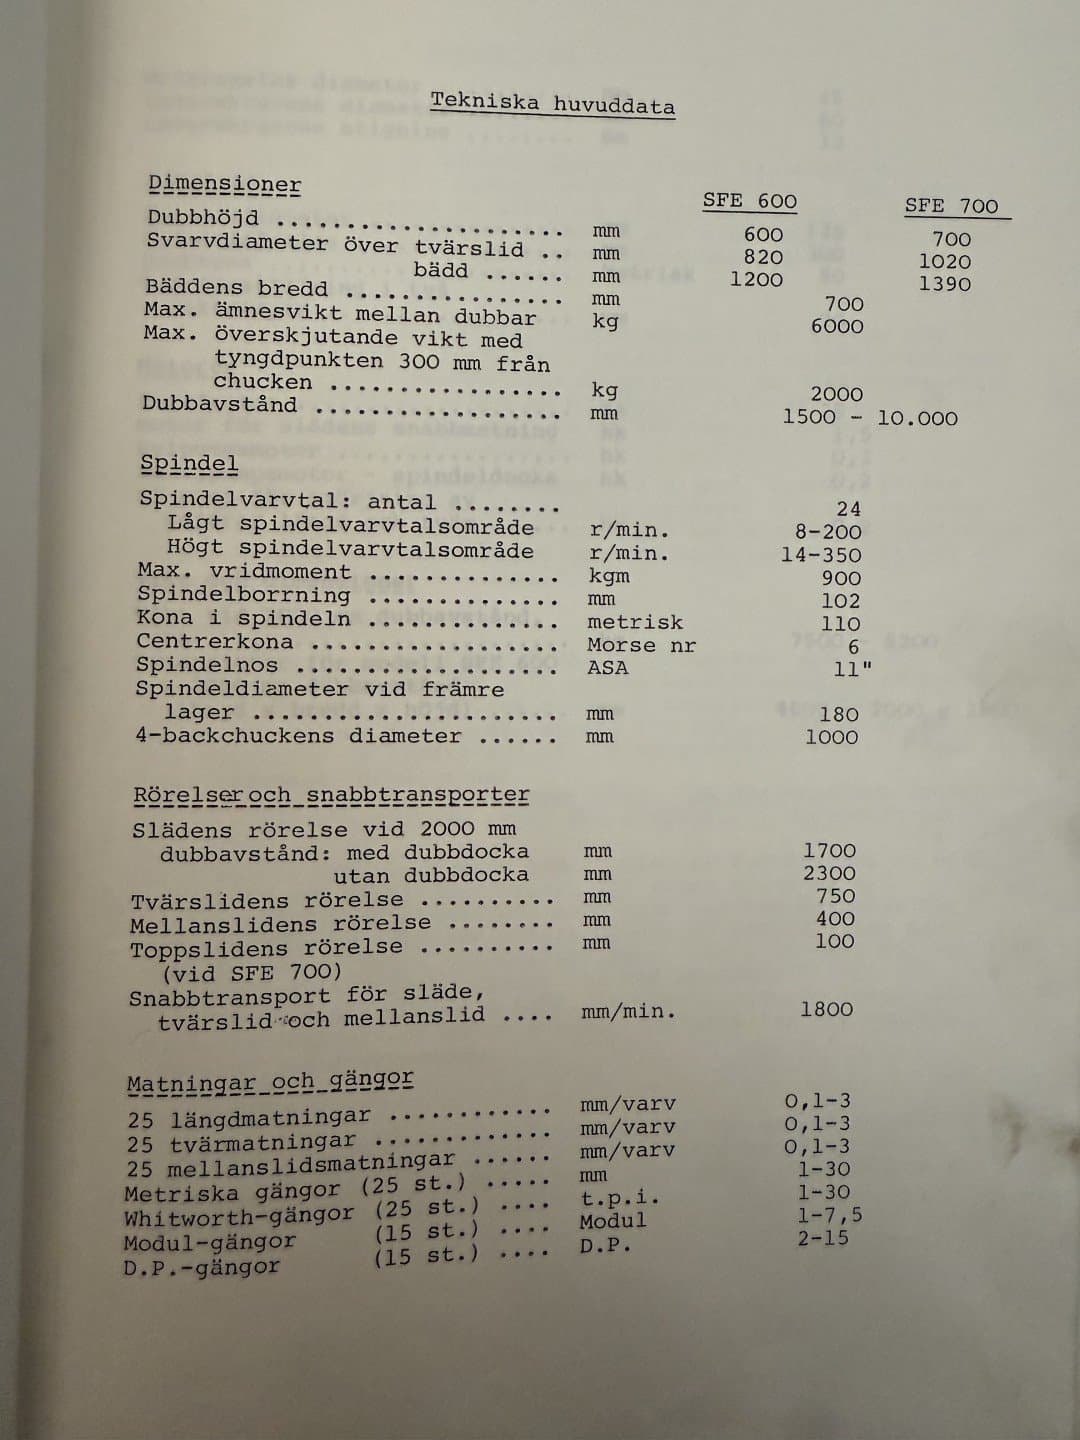 Tekniska huvuddata
Dimensioner SFE 600 SFE 700
Dubbhöjd .................... mm 600 700
Svarvdiameter över tvärslid .. mm 820 1020
bädd ...... mm 1200 1390
Bäddens bredd ................ mm 700
Max. ämnesvikt mellan dubbar kg 6000
Max. överskjutande vikt med
tyngdpunkten 300 mm från
chucken ................. kg 2000
Dubbavstånd .................. mm 1500 - 10.000
Spindel
Spindelvarvtal: antal ........ 24
Lågt spindelvarvtalsområde r/min. 8-200
Högt spindelvarvtalsområde r/min. 14-350
Max. vridmoment .............. kgm 900
Spindelborrning .............. mm 102
Kona i spindeln .............. metrisk 110
Centrerkona .................. Morse nr 6
Spindelnos ................... ASA 11"
Spindeldiameter vid främre
lager ...................... mm 180
4-backchuckens diameter ...... mm 1000
Rörelser och snabbtransporter
Slädens rörelse vid 2000 mm
dubbavstånd: med dubbdocka mm 1700
utan dubbdocka mm 2300
Tvärslidens rörelse .......... mm 750
Mellanslidens rörelse ........ mm 400
Toppslidens rörelse .......... mm 100
(vid SFE 700)
Snabbtransport för släde,
tvärslid och mellanslid .... mm/min. 1800
Matningar och gängor
25 längdmatningar ............ mm/varv 0,1-3
25 tvärmatningar ............. mm/varv 0,1-3
25 mellanslidsmatningar ...... mm/varv 0,1-3
Metriska gängor (25 st.) ..... mm 1-30
Whitworth-gängor (25 st.) .... t.p.i. 1-30
Modul-gängor (15 st.) .... Modul 1-7,5
D.P.-gängor (15 st.) .... D.P. 2-15